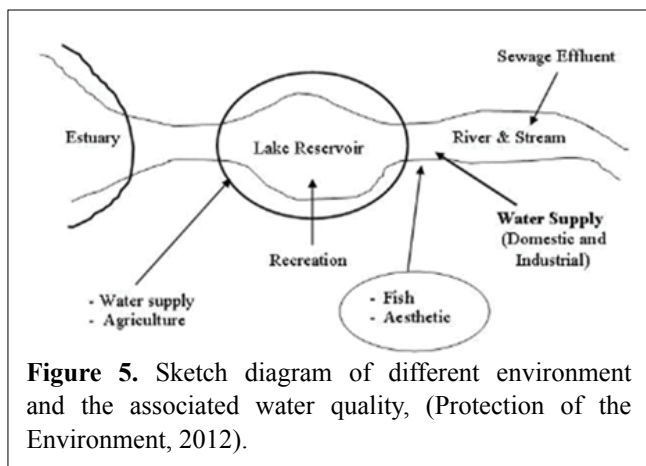 Sewage Effluent
Estuary
Lake Reservoir
River & Stream
Water Supply
(Domestic and
Industrial)
Recreation
- Water supply
- Agriculture
- Fish
- Aesthetic
Figure 5. Sketch diagram of different environment
and the associated water quality, (Protection of the
Environment, 2012).